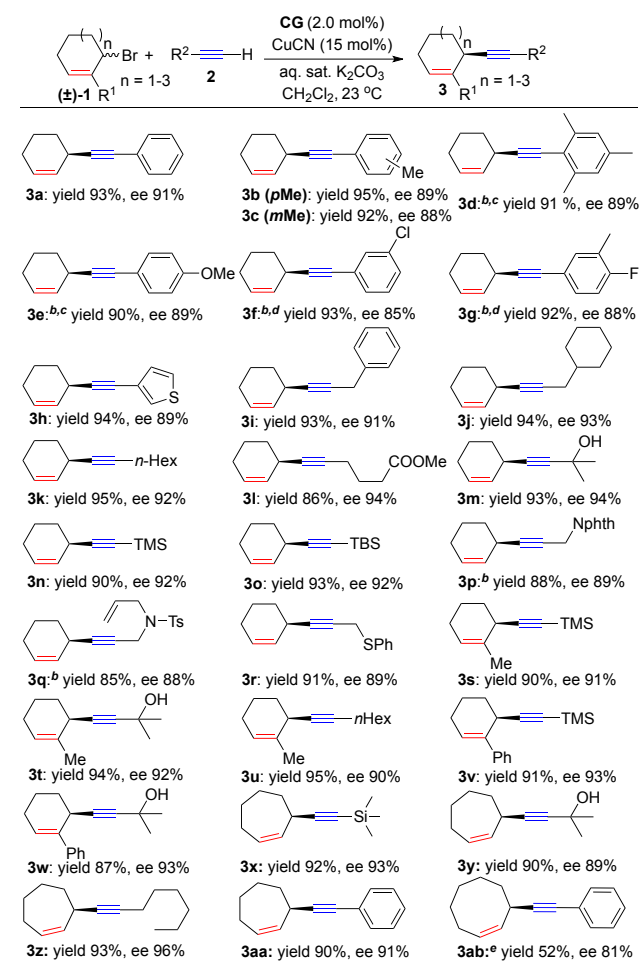 CG (2.0 mol%)
CuCN (15 mol%)
aq. sat. K2CO3
CH2Cl2, 23 °C
( )n
Br + R2 H
(±)-1 R1 n = 1-3 2
( )n
R2
3 R1 n = 1-3
3a: yield 93%, ee 91%
Me
3b (pMe): yield 95%, ee 89%
3c (mMe): yield 92%, ee 88%
3d:b,c yield 91 %, ee 89%
OMe
3e:b,c yield 90%, ee 89%
Cl
3f:b,d yield 93%, ee 85%
F
3g:b,d yield 92%, ee 88%
S
3h: yield 94%, ee 89%
3i: yield 93%, ee 91%
3j: yield 94%, ee 93%
n-Hex
3k: yield 95%, ee 92%
COOMe
3l: yield 86%, ee 94%
OH
3m: yield 93%, ee 94%
TMS
3n: yield 90%, ee 92%
TBS
3o: yield 93%, ee 92%
Nphth
3p:b yield 88%, ee 89%
N Ts
3q:b yield 85%, ee 88%
SPh
3r: yield 91%, ee 89%
TMS
Me
3s: yield 90%, ee 91%
OH
Me
3t: yield 94%, ee 92%
nHex
Me
3u: yield 95%, ee 90%
TMS
Ph
3v: yield 91%, ee 93%
OH
Ph
3w: yield 87%, ee 93%
Si
3x: yield 92%, ee 93%
OH
3y: yield 90%, ee 89%
3z: yield 93%, ee 96%
3aa: yield 90%, ee 91%
3ab:e yield 52%, ee 81%